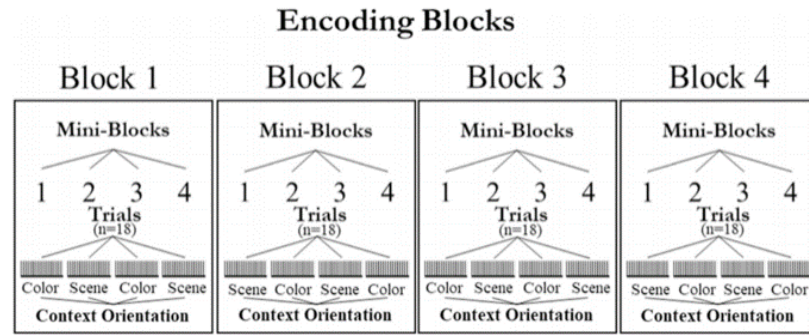 Encoding Blocks
Block 1 Block 2 Block 3 Block 4
Mini-Blocks Mini-Blocks Mini-Blocks Mini-Blocks
1 2 3 4 1 2 3 4 1 2 3 4 1 2 3 4
Trials Trials Trials Trials
(n=18) (n=18) (n=18) (n=18)
Color Scene Color Scene Scene Color Scene Color Color Scene Color Scene Scene Color Scene Color
Context Orientation Context Orientation Context Orientation Context Orientation